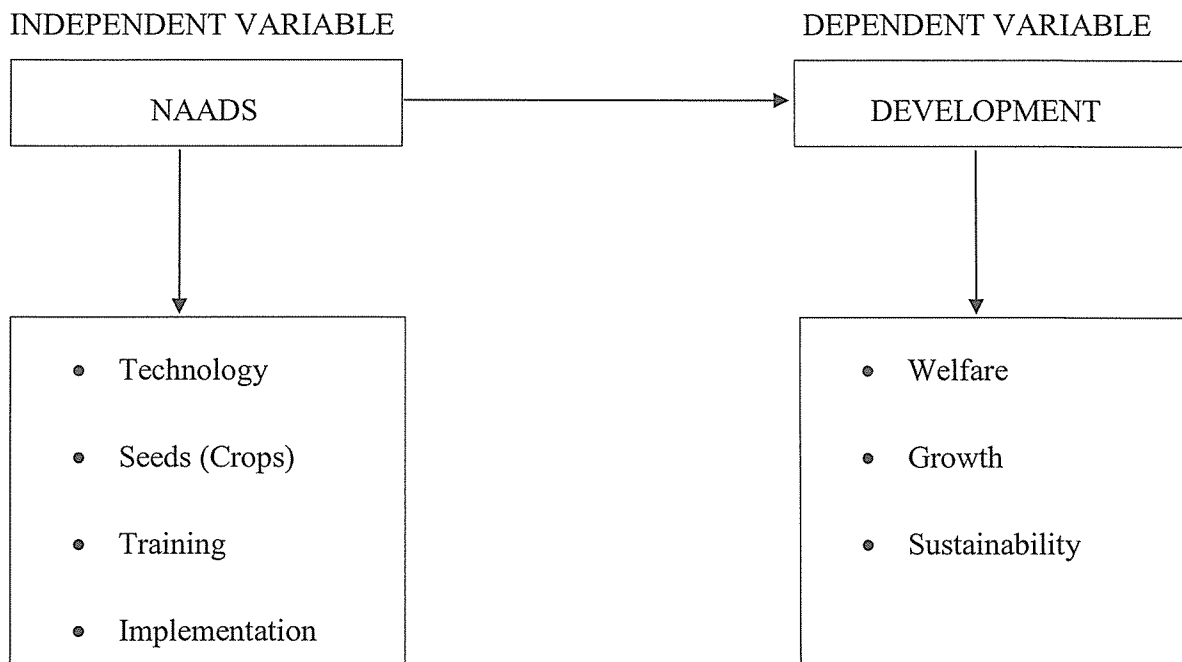 INDEPENDENT VARIABLE
DEPENDENT VARIABLE
NAADS
DEVELOPMENT
• Technology
• Seeds (Crops)
• Training
• Implementation
• Welfare
• Growth
• Sustainability